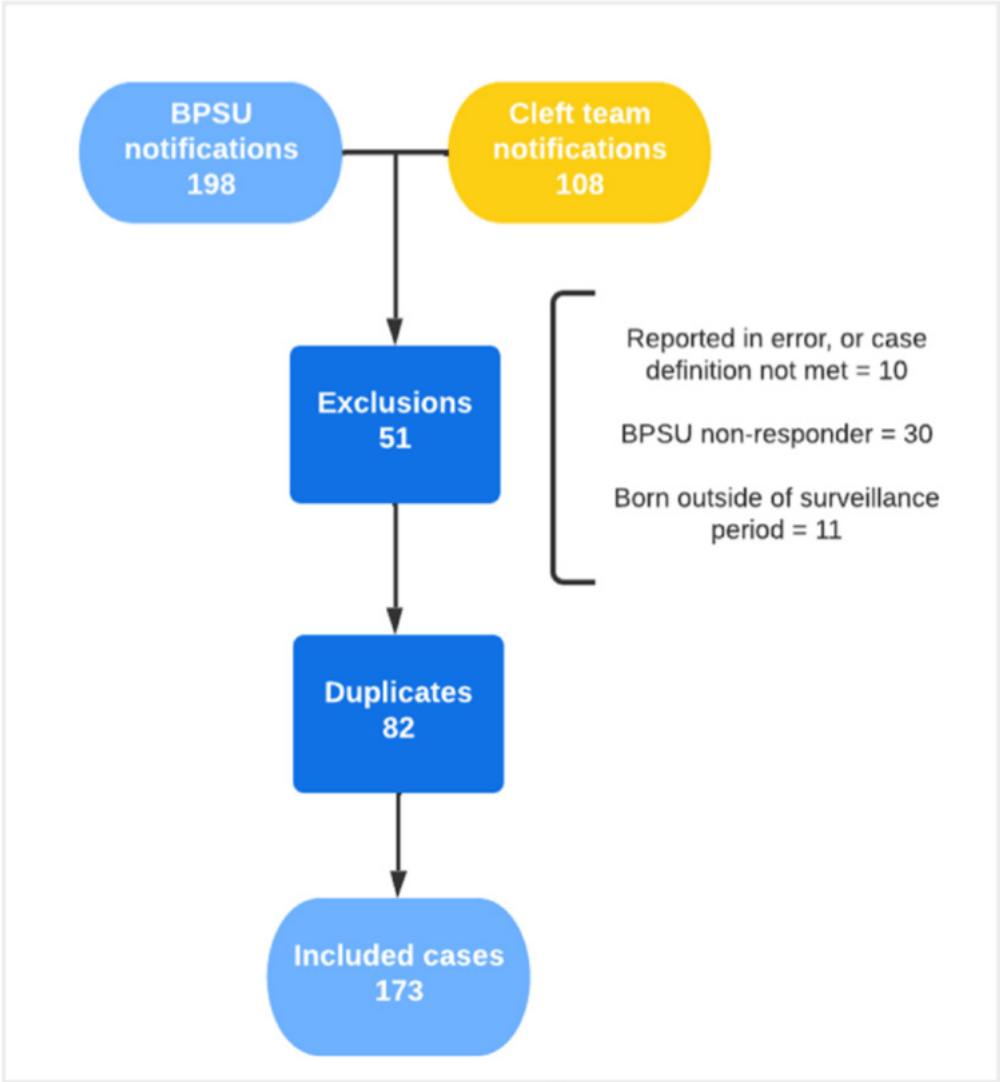 BPSU
notifications
198
Cleft team
notifications
108
Exclusions
51
Reported in error, or case
definition not met = 10
BPSU non-responder = 30
Born outside of surveillance
period = 11
Duplicates
82
Included cases
173